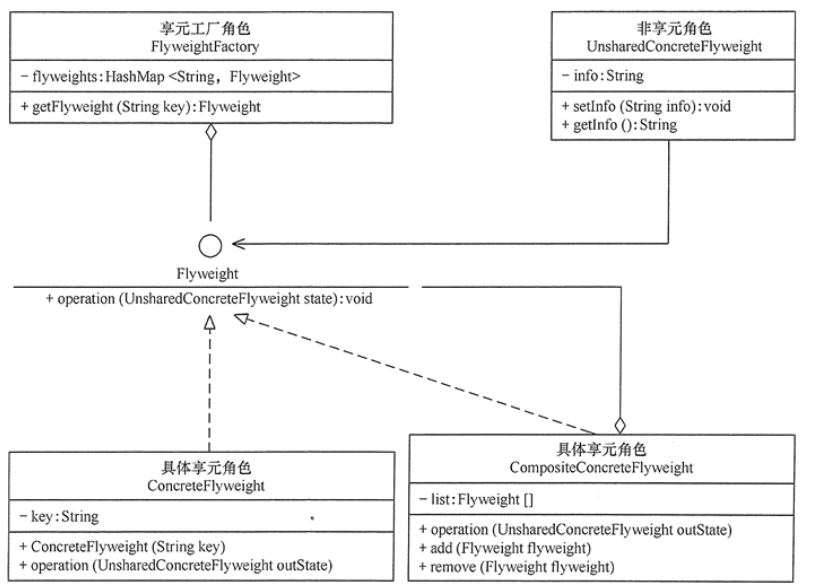 享元工厂角色
FlyweightFactory
- flyweights:HashMap <String, Flyweight>
+ getFlyweight (String key):Flyweight
非享元角色
UnsharedConcreteFlyweight
- info:String
+ setInfo (String info):void
+ getInfo ():String
Flyweight
+ operation (UnsharedConcreteFlyweight state):void
具体享元角色
ConcreteFlyweight
- key:String
+ ConcreteFlyweight (String key)
+ operation (UnsharedConcreteFlyweight outState)
具体享元角色
CompositeConcreteFlyweight
- list:Flyweight []
+ operation (UnsharedConcreteFlyweight outState)
+ add (Flyweight flyweight)
+ remove (Flyweight flyweight)